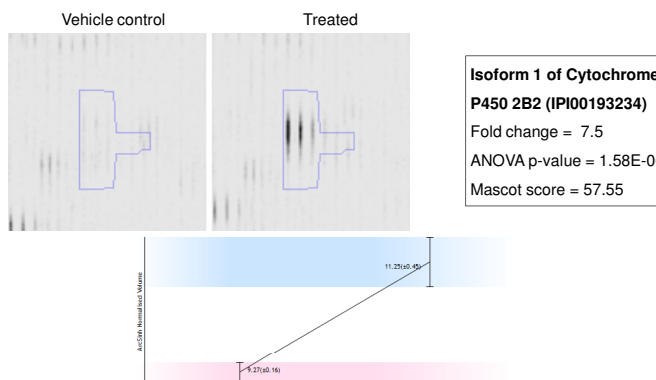 Vehicle control
Treated
Isoform 1 of Cytochrome
P450 2B2 (IPI00193234)
Fold change = 7.5
ANOVA p-value = 1.58E-0
Mascot score = 57.55
ArcSinh Normalised Volume
11.25(±0.45)
9.27(±0.16)